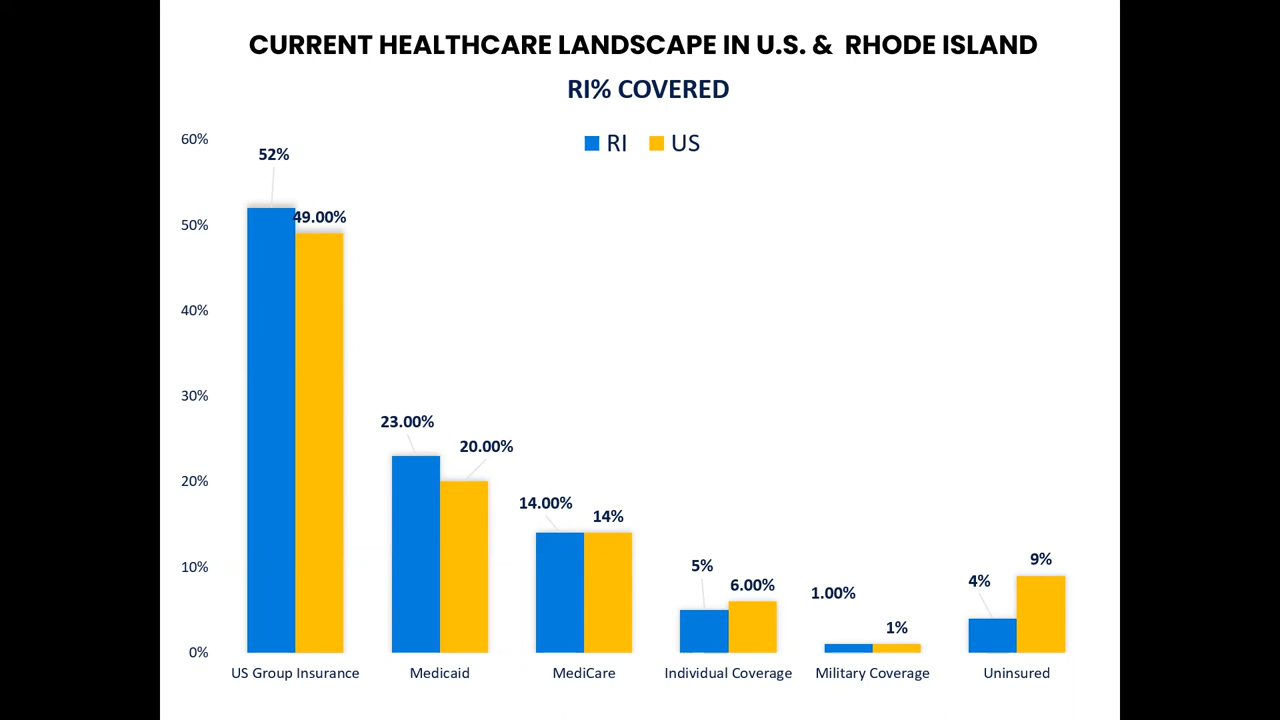 CURRENT HEALTHCARE LANDSCAPE IN U.S. & RHODE ISLAND
RI% COVERED
RI US
60%
50%
40%
30%
20%
10%
0%
52%
49.00%
23.00%
20.00%
14.00%
14%
5%
6.00%
1.00%
1%
4%
9%
US Group Insurance
Medicaid
MediCare
Individual Coverage
Military Coverage
Uninsured